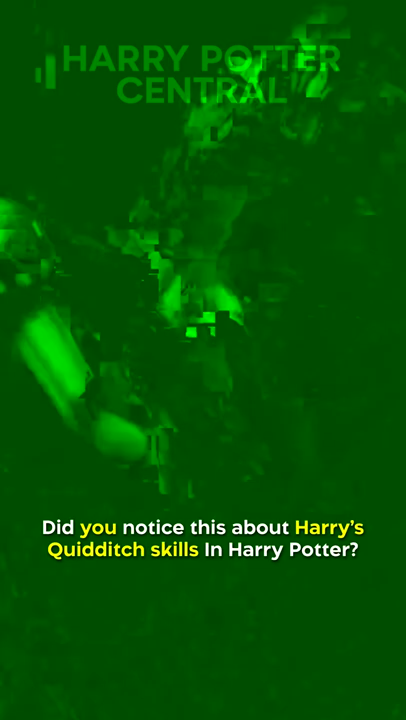 HARRY POTTER
CENTRAL
Did you notice this about Harry's
Quidditch skills In Harry Potter?